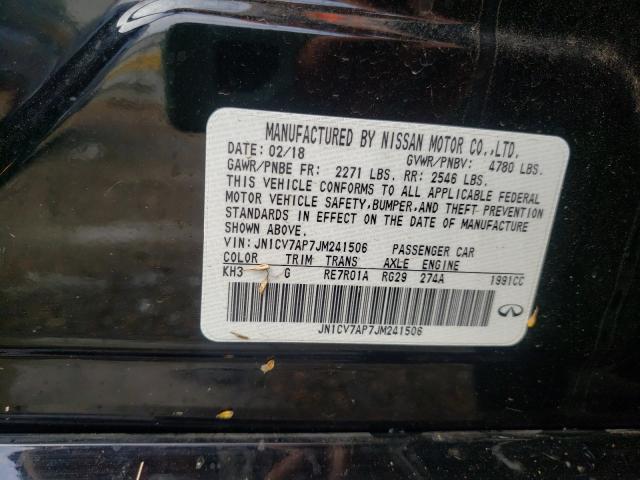 MANUFACTURED BY NISSAN MOTOR CO.,LTD.
DATE: 02/18 GVWR/PNBV: 4780 LBS.
GAWR/PNBE FR: 2271 LBS. RR: 2546 LBS.
THIS VEHICLE CONFORMS TO ALL APPLICABLE FEDERAL
MOTOR VEHICLE SAFETY,BUMPER,AND THEFT PREVENTION
STANDARDS IN EFFECT ON THE DATE OF MANUFACTURE
SHOWN ABOVE.
VIN: JN1CV7AP7JM241506 PASSENGER CAR
COLOR TRIM TRANS AXLE ENGINE
KH3 G RE7R01A RG29 274A 1991CC
JN1CV7AP7JM241506